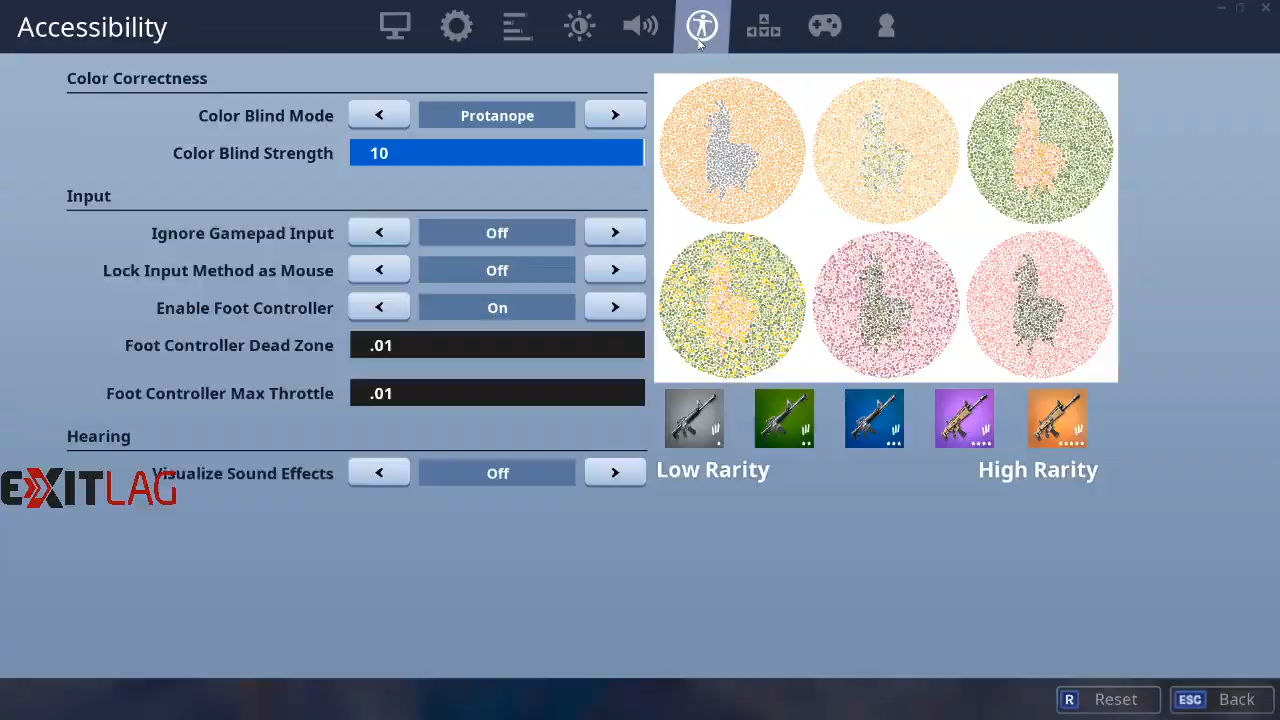 Accessibility
Color Correctness
Color Blind Mode < Protanope >
Color Blind Strength 10
Input
Ignore Gamepad Input < Off >
Lock Input Method as Mouse < Off >
Enable Foot Controller < On >
Foot Controller Dead Zone .01
Foot Controller Max Throttle .01
Hearing
Visualize Sound Effects < Off >
EXITLAG
Low Rarity High Rarity
R Reset ESC Back